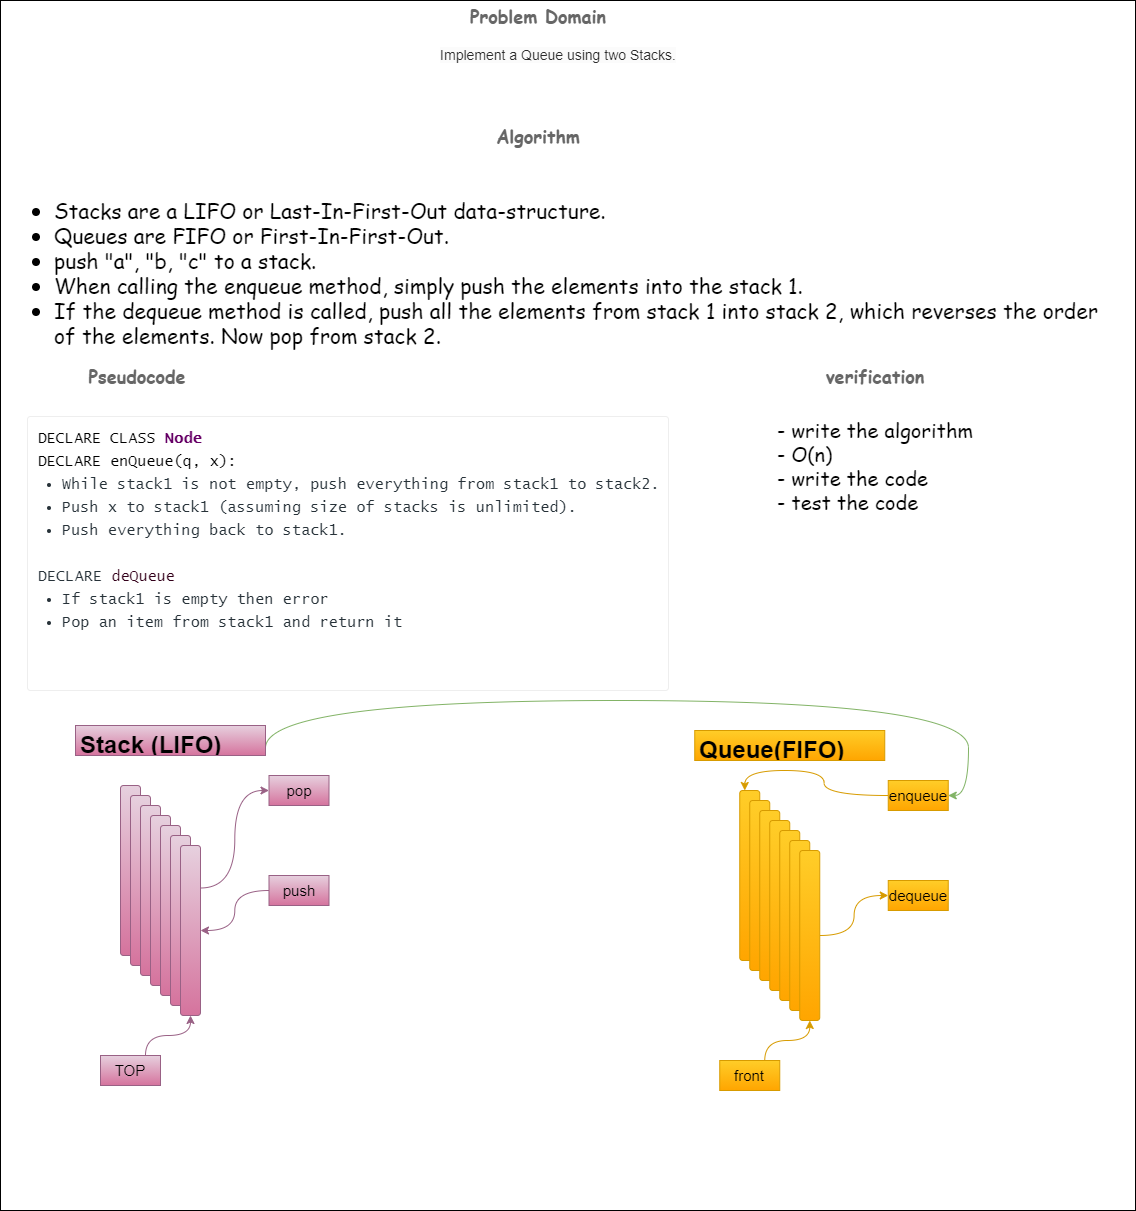 Problem Domain
Implement a Queue using two Stacks.
Algorithm
• Stacks are a LIFO or Last-In-First-Out data-structure.
• Queues are FIFO or First-In-First-Out.
• push "a", "b, "c" to a stack.
• When calling the enqueue method, simply push the elements into the stack 1.
• If the dequeue method is called, push all the elements from stack 1 into stack 2, which reverses the order
of the elements. Now pop from stack 2.
Pseudocode
DECLARE CLASS Node
DECLARE enQueue(q, x):
• While stack1 is not empty, push everything from stack1 to stack2.
• Push x to stack1 (assuming size of stacks is unlimited).
• Push everything back to stack1.
DECLARE deQueue
• If stack1 is empty then error
• Pop an item from stack1 and return it
verification
- write the algorithm
- O(n)
- write the code
- test the code
Stack (LIFO)
pop
push
TOP
Queue(FIFO)
enqueue
dequeue
front